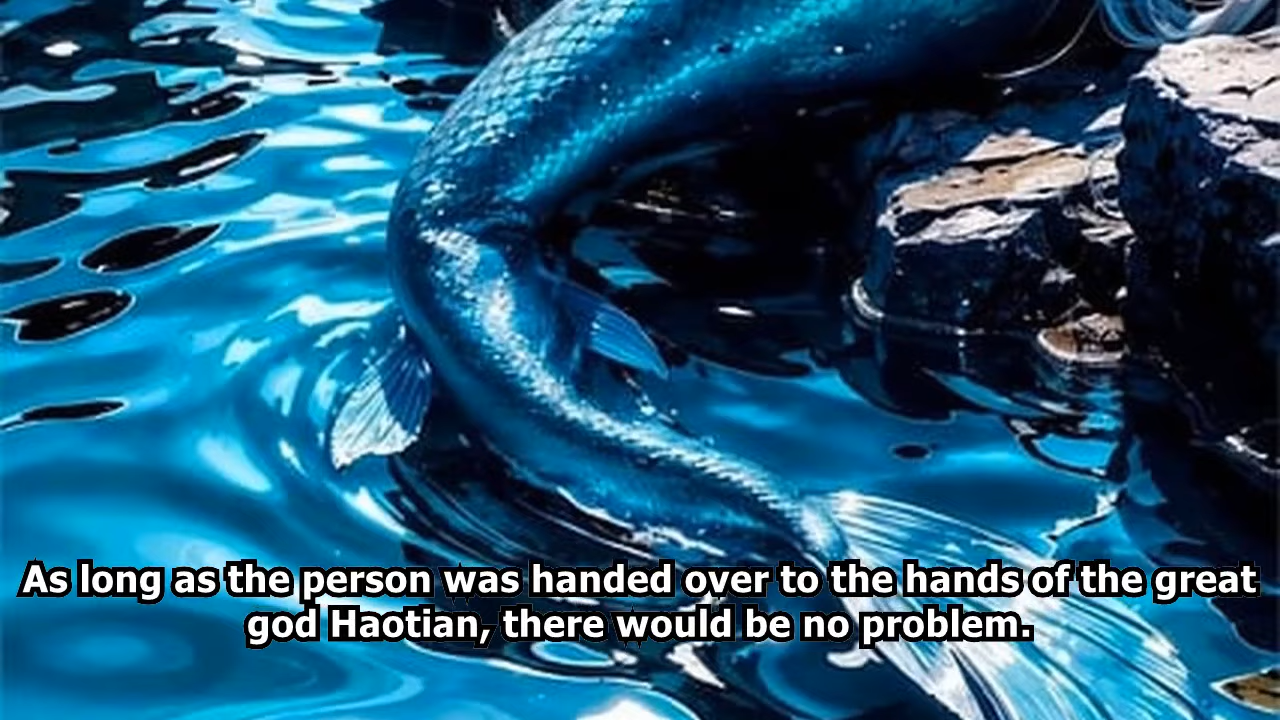 As long as the person was handed over to the hands of the great
god Haotian, there would be no problem.